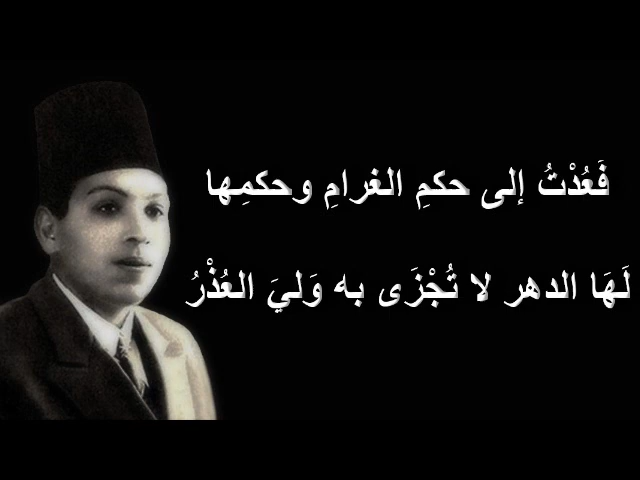 فَعُدْتُ إلى حكمِ الغرامِ وحكمِها
لَهَا الدهر لا تُجْزَى به وَليَ العُذْرُ